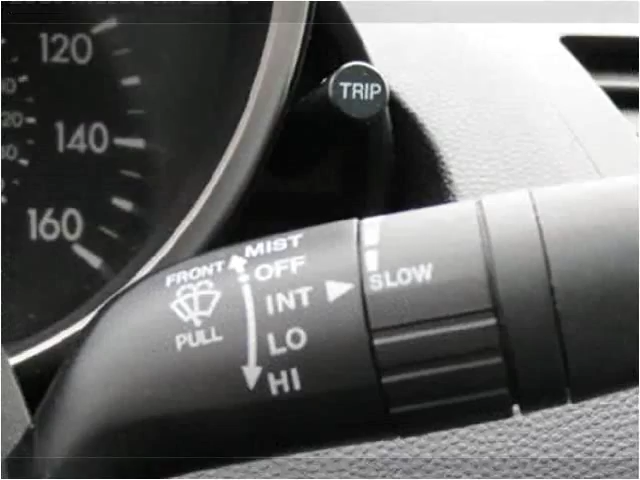 120
140
160
TRIP
FRONT
PULL
MIST
OFF
INT
LO
HI
SLOW